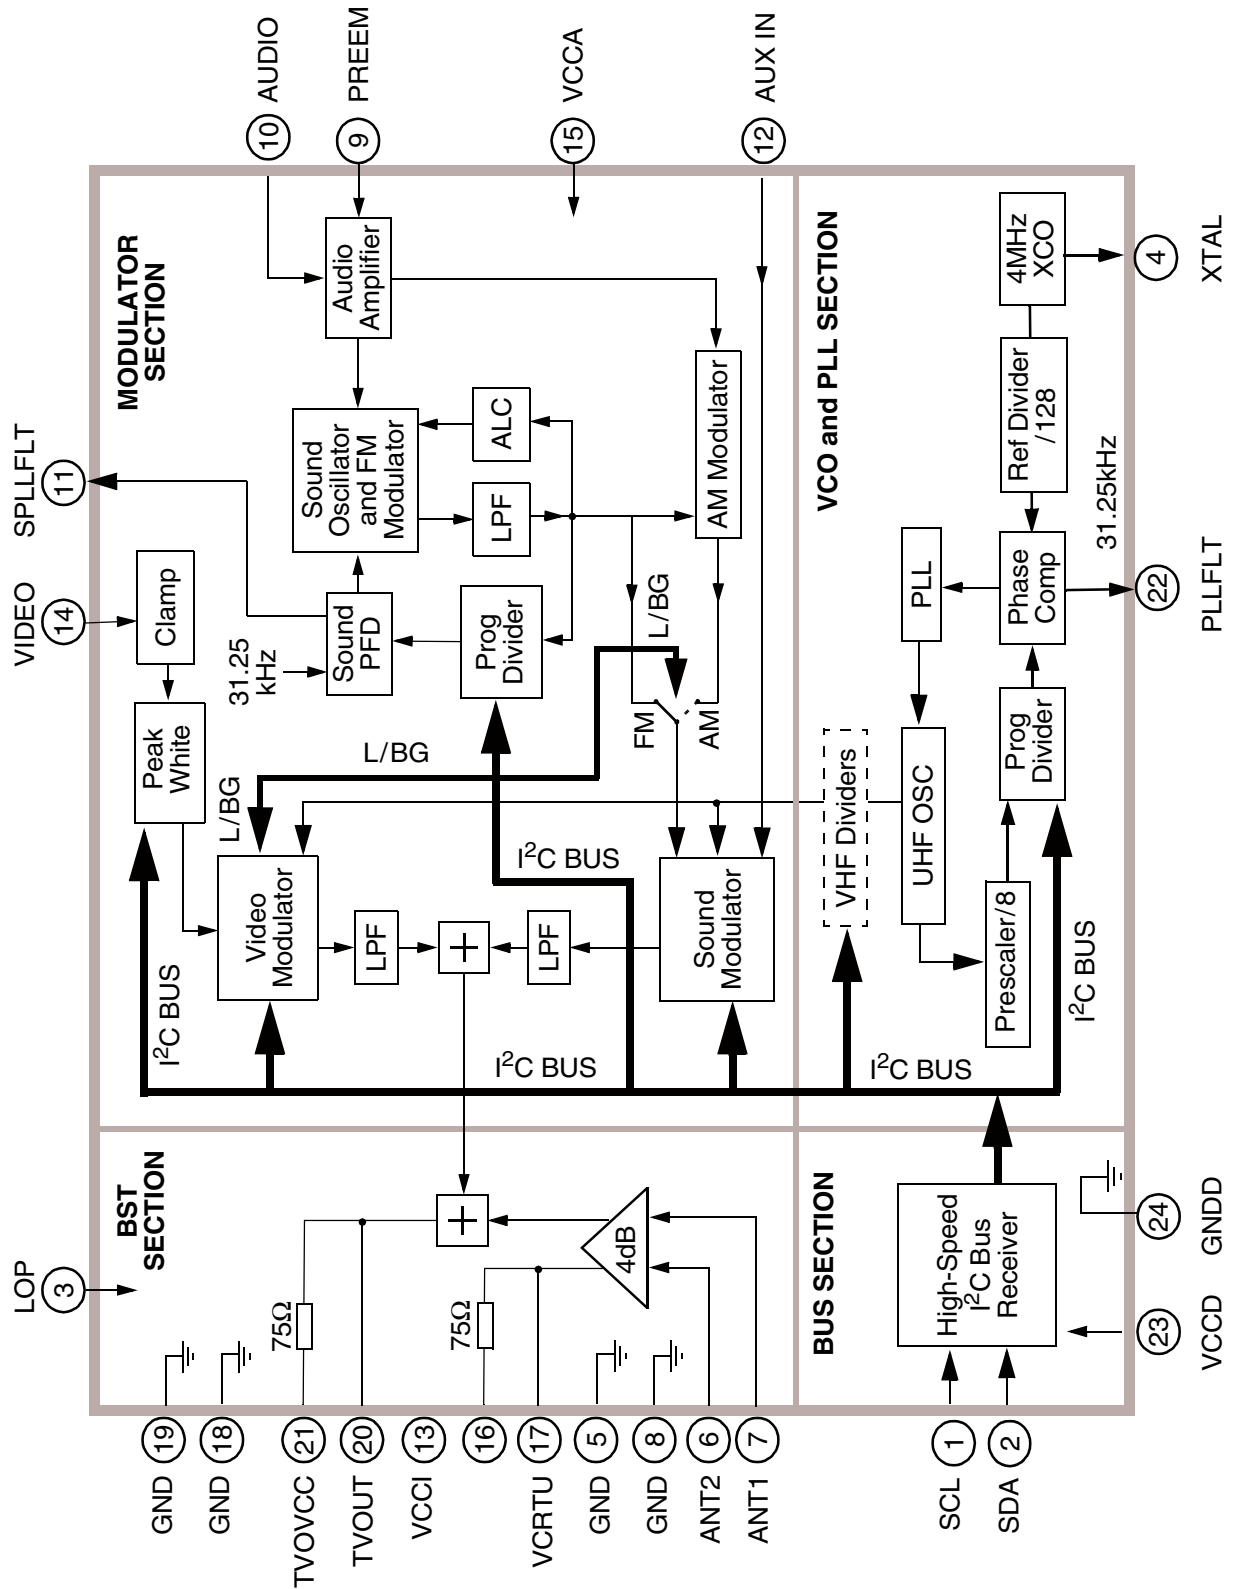 GND
19
GND
18
TVOVCC
21
TVOUT
20
VCCI
13
16
VCRTU
17
GND
5
GND
8
ANT2
6
ANT1
7
SCL
1
SDA
2
LOP
3
BST
SECTION
75Ω
75Ω
4dB
+
BUS SECTION
High-Speed
I²C Bus
Receiver
23
VCCD
24
GNDD
I²C BUS
I²C BUS
I²C BUS
I²C BUS
I²C BUS
VIDEO
14
SPLLFLT
11
MODULATOR
SECTION
Clamp
Peak
White
31.25
kHz
Sound
PFD
L/BG
L/BG
L/BG
Video
Modulator
LPF
+
LPF
Sound
Modulator
Prog
Divider
FM
AM
Sound
Oscillator
and FM
Modulator
LPF
ALC
AM Modulator
Audio
Amplifier
10
AUDIO
9
PREEM
15
VCCA
12
AUX IN
VCO and PLL SECTION
VHF Dividers
UHF OSC
PLL
Prescaler/8
Prog
Divider
Phase
Comp
31.25kHz
Ref Divider
/128
4MHz
XCO
22
PLLFLT
4
XTAL